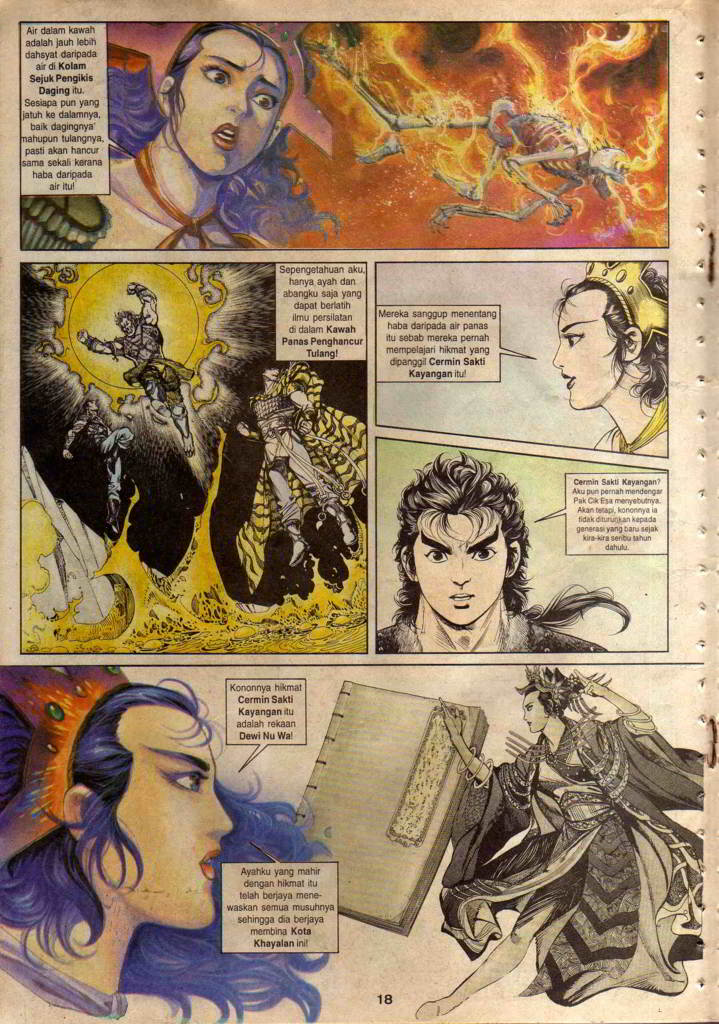 Air dalam kawah
adalah jauh lebih
dahsyat daripada
air di Kolam
Sejuk Pengikis
Daging itu.
Sesiapa pun yang
jatuh ke dalamnya,
baik dagingnya'
mahupun tulangnya,
pasti akan hancur
sama sekali kerana
haba daripada
air itu!
Sepengetahuan aku,
hanya ayah dan
abangku saja yang
dapat berlatih
ilmu persilatan
di dalam Kawah
Panas Penghancur
Tulang!
Mereka sanggup menentang
haba daripada air panas
itu sebab mereka pernah
mempelajari hikmat yang
dipanggil Cermin Sakti
Kayangan itu!
Cermin Sakti Kayangan?
Aku pun pernah mendengar
Pak Cik Esa menyebutnya.
Akan tetapi, kononnya ia
tidak diturunkan kepada
generasi yang baru sejak
kira-kira seribu tahun
dahulu.
Kononnya hikmat
Cermin Sakti
Kayangan itu
adalah rekaan
Dewi Nu Wa!
Ayahku yang mahir
dengan hikmat itu
telah berjaya mene-
waskan semua musuhnya
sehingga dia berjaya
membina Kota
Khayalan ini!
18